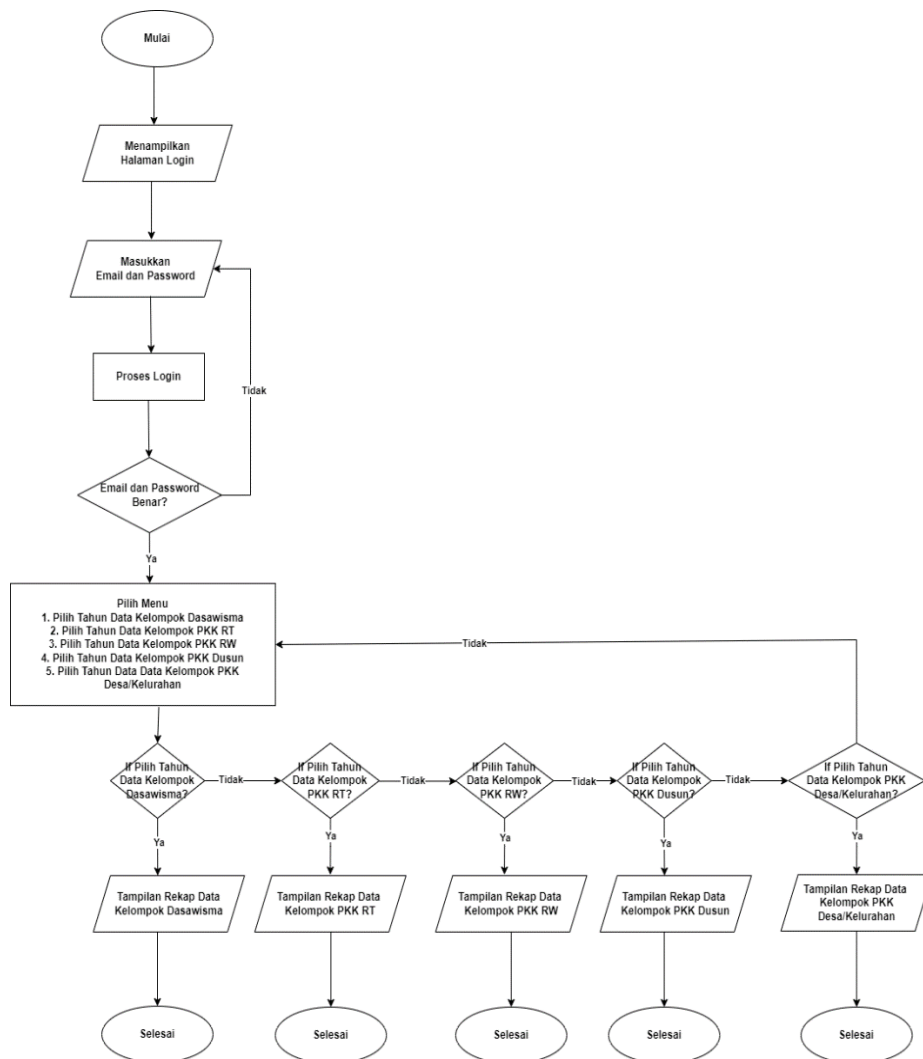 Mulai
Menampilkan
Halaman Login
Masukkan
Email dan Password
Proses Login
Tidak
Email dan Password
Benar?
Ya
Pilih Menu
1. Pilih Tahun Data Kelompok Dasawisma
2. Pilih Tahun Data Kelompok PKK RT
3. Pilih Tahun Data Kelompok PKK RW
4. Pilih Tahun Data Kelompok PKK Dusun
5. Pilih Tahun Data Data Kelompok PKK
Desa/Kelurahan
Tidak
If Pilih Tahun
Data Kelompok
Dasawisma?
Tidak
If Pilih Tahun
Data Kelompok
PKK RT?
Tidak
If Pilih Tahun
Data Kelompok
PKK RW?
Tidak
If Pilih Tahun
Data Kelompok
PKK Dusun?
Tidak
If Pilih Tahun
Data Kelompok PKK
Desa/Kelurahan?
Ya
Ya
Ya
Ya
Ya
Tampilan Rekap Data
Kelompok Dasawisma
Tampilan Rekap Data
Kelompok PKK RT
Tampilan Rekap Data
Kelompok PKK RW
Tampilan Rekap Data
Kelompok PKK Dusun
Tampilan Rekap Data
Kelompok PKK
Desa/Kelurahan
Selesai
Selesai
Selesai
Selesai
Selesai